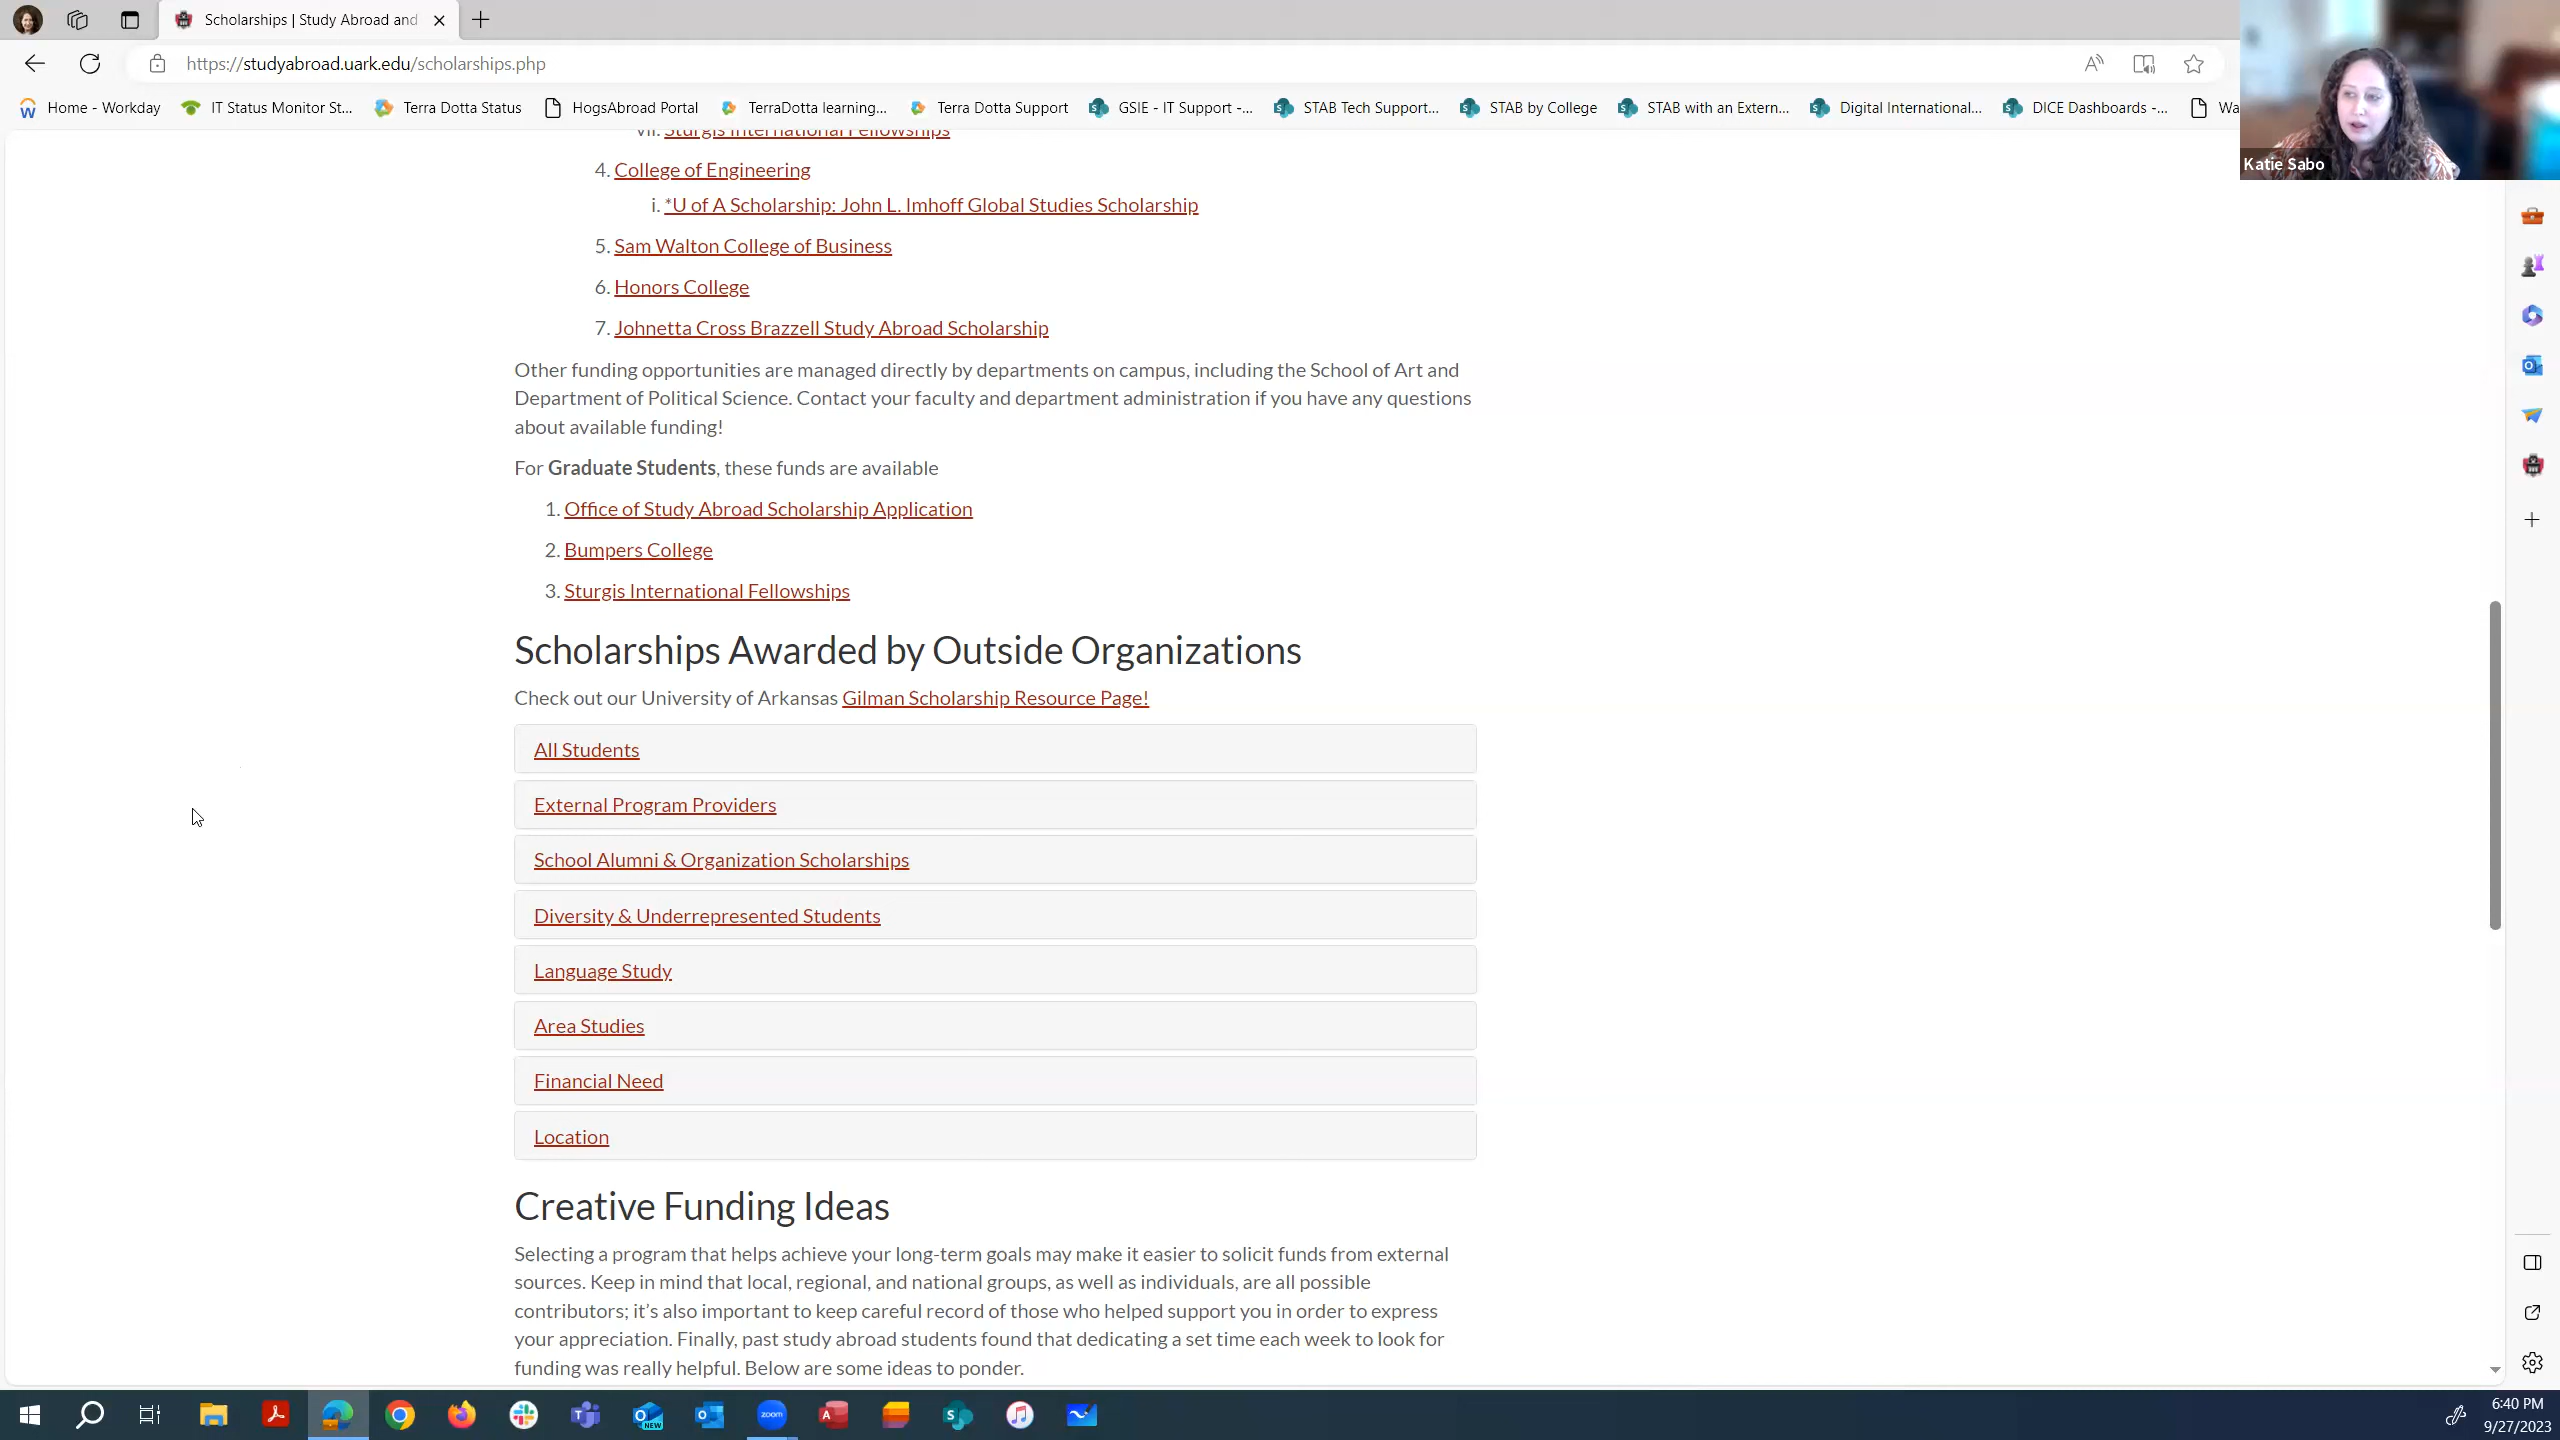 Scholarships | Study Abroad and
https://studyabroad.uark.edu/scholarships.php
Home - Workday
IT Status Monitor St...
Terra Dotta Status
HogsAbroad Portal
TerraDotta learning...
Terra Dotta Support
GSIE - IT Support -...
STAB Tech Support...
STAB by College
STAB with an Extern...
Digital International...
DICE Dashboards -...
Wa
Katie Sabo
vii. Sturgis International Fellowships
4. College of Engineering
i. *U of A Scholarship: John L. Imhoff Global Studies Scholarship
5. Sam Walton College of Business
6. Honors College
7. Johnetta Cross Brazzell Study Abroad Scholarship
Other funding opportunities are managed directly by departments on campus, including the School of Art and
Department of Political Science. Contact your faculty and department administration if you have any questions
about available funding!
For Graduate Students, these funds are available
1. Office of Study Abroad Scholarship Application
2. Bumpers College
3. Sturgis International Fellowships
Scholarships Awarded by Outside Organizations
Check out our University of Arkansas Gilman Scholarship Resource Page!
All Students
External Program Providers
School Alumni & Organization Scholarships
Diversity & Underrepresented Students
Language Study
Area Studies
Financial Need
Location
Creative Funding Ideas
Selecting a program that helps achieve your long-term goals may make it easier to solicit funds from external
sources. Keep in mind that local, regional, and national groups, as well as individuals, are all possible
contributors; it's also important to keep careful record of those who helped support you in order to express
your appreciation. Finally, past study abroad students found that dedicating a set time each week to look for
funding was really helpful. Below are some ideas to ponder.
NEW
zoom
6:40 PM
9/27/2023